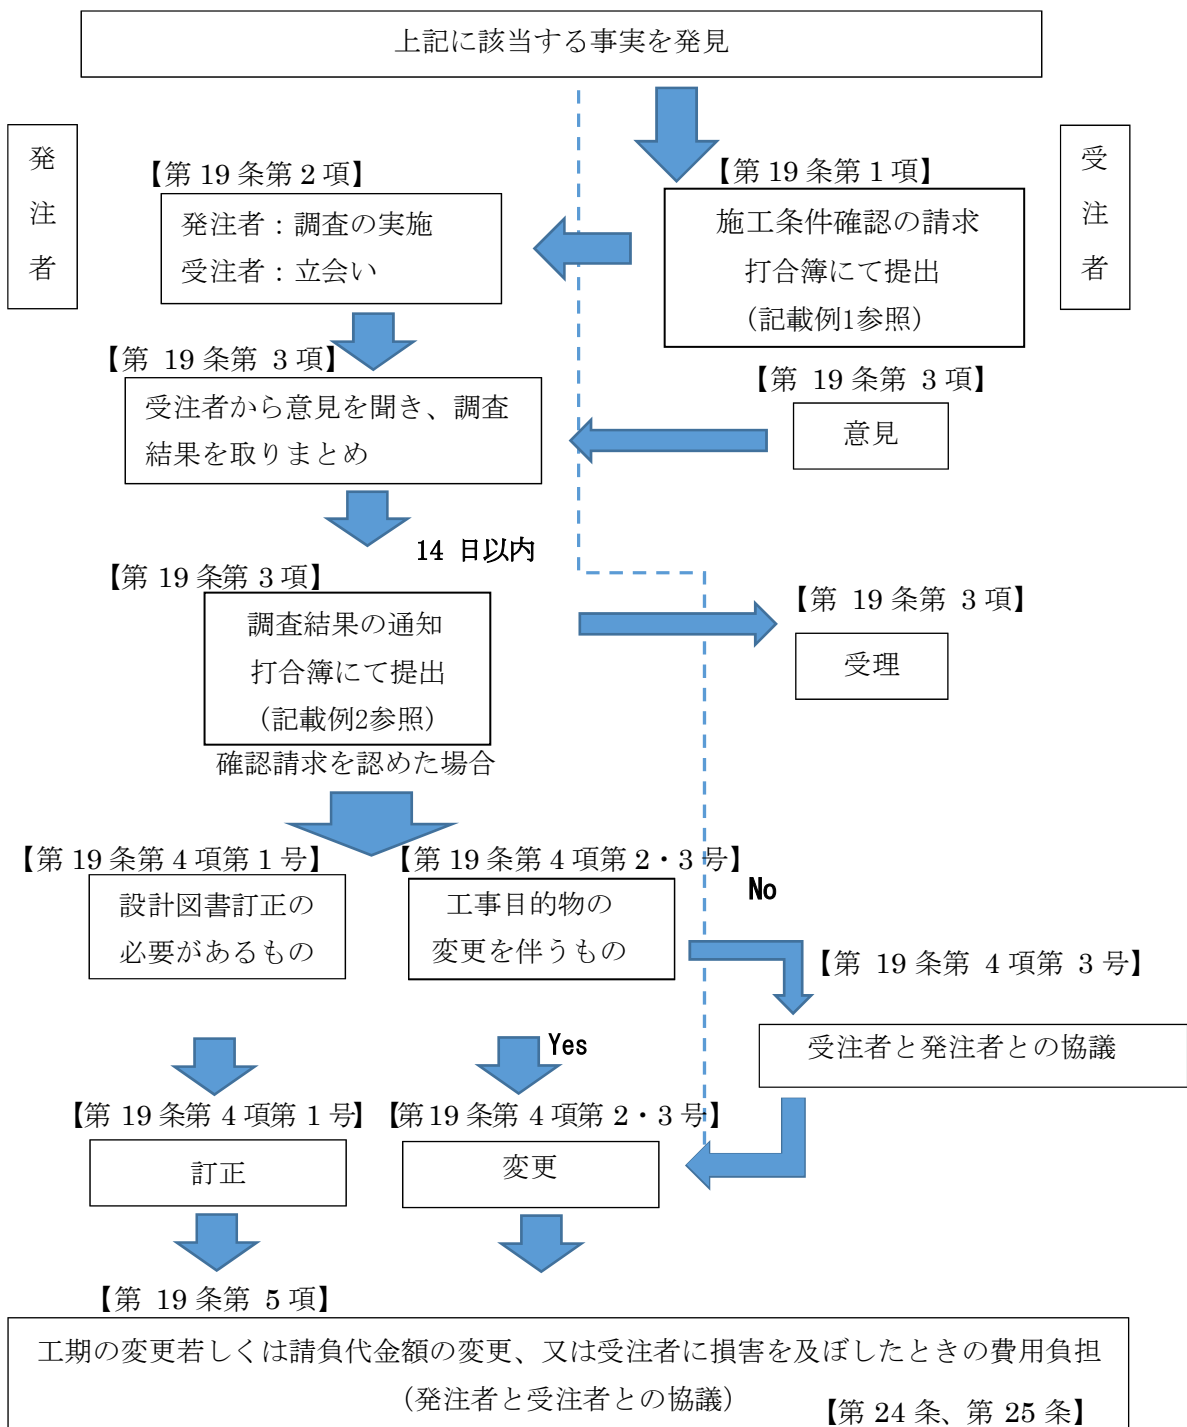 上記に該当する事実を発見
発注者
受注者
【第 19 条第 2 項】
【第 19 条第 1 項】
発注者：調査の実施
受注者：立会い
施工条件確認の請求
打合簿にて提出
（記載例1参照）
【第 19 条第 3 項】
【第 19 条第 3 項】
受注者から意見を聞き、調査
結果を取りまとめ
意見
14 日以内
【第 19 条第 3 項】
【第 19 条第 3 項】
調査結果の通知
打合簿にて提出
（記載例2参照）
受理
確認請求を認めた場合
【第 19 条第 4 項第 1 号】
【第 19 条第 4 項第 2・3 号】
No
設計図書訂正の
必要があるもの
工事目的物の
変更を伴うもの
【第 19 条第 4 項第 3 号】
受注者と発注者との協議
Yes
【第 19 条第 4 項第 1 号】
【第 19 条第 4 項第 2・3 号】
訂正
変更
【第 19 条第 5 項】
工期の変更若しくは請負代金額の変更、又は受注者に損害を及ぼしたときの費用負担
（発注者と受注者との協議）
【第 24 条、第 25 条】